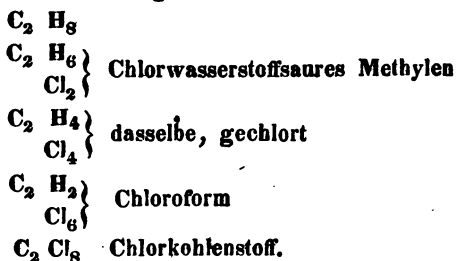 C₂ H₈
C₂ H₆
Cl₂ } Chlorwasserstoffsaures Methylen
C₂ H₄
Cl₄ } dasselbe, gechlort
C₂ H₂
Cl₆ } Chloroform
C₂ Cl₈ Chlorkohlenstoff.